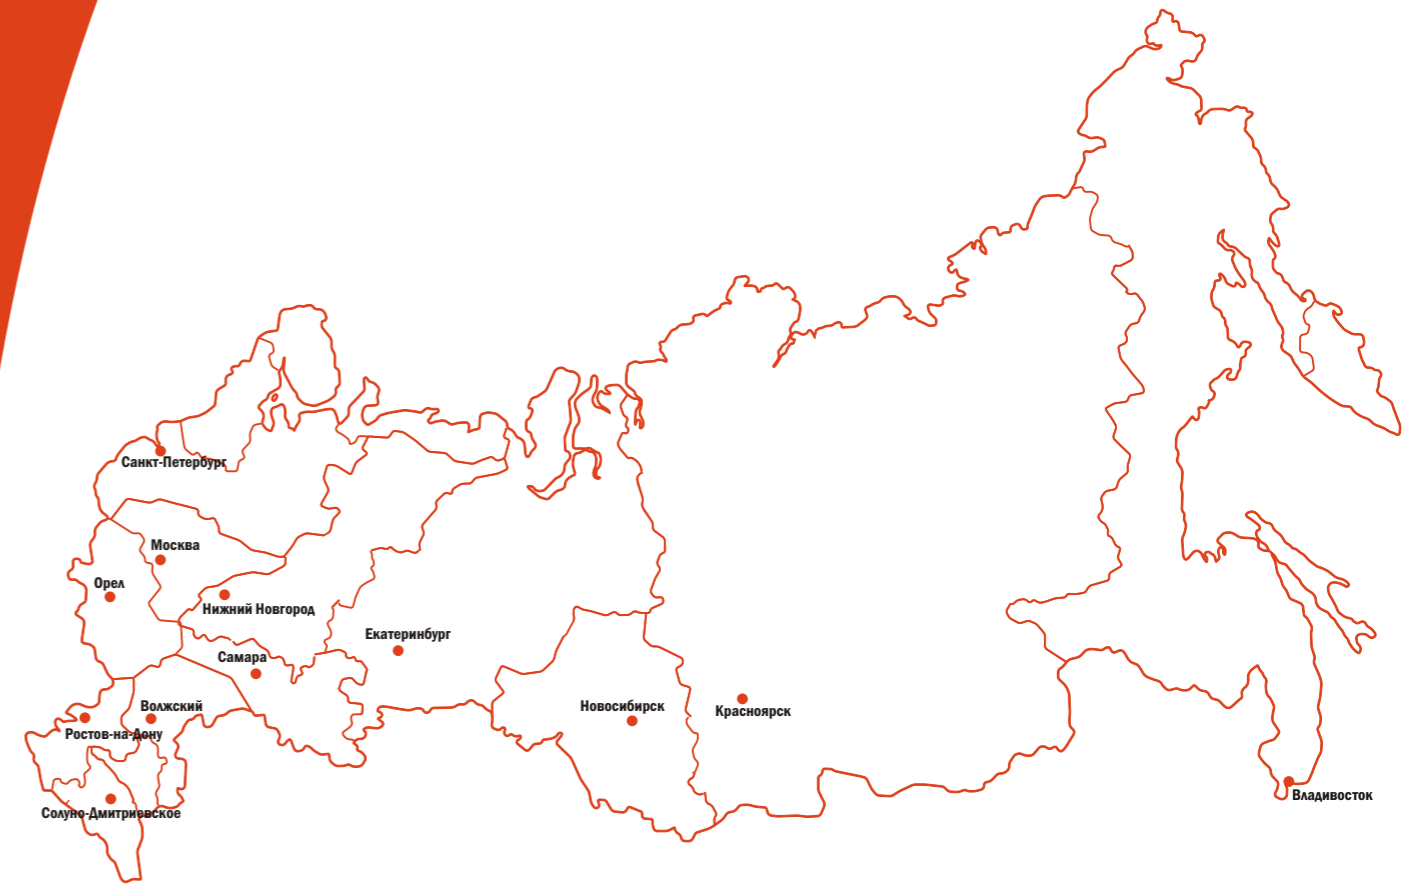 Санкт-Петербург
Москва
Орел
Нижний Новгород
Екатеринбург
Самара
Волжский
Новосибирск
Красноярск
Ростов-на-Дону
Солуно-Дмитриевское
Владивосток